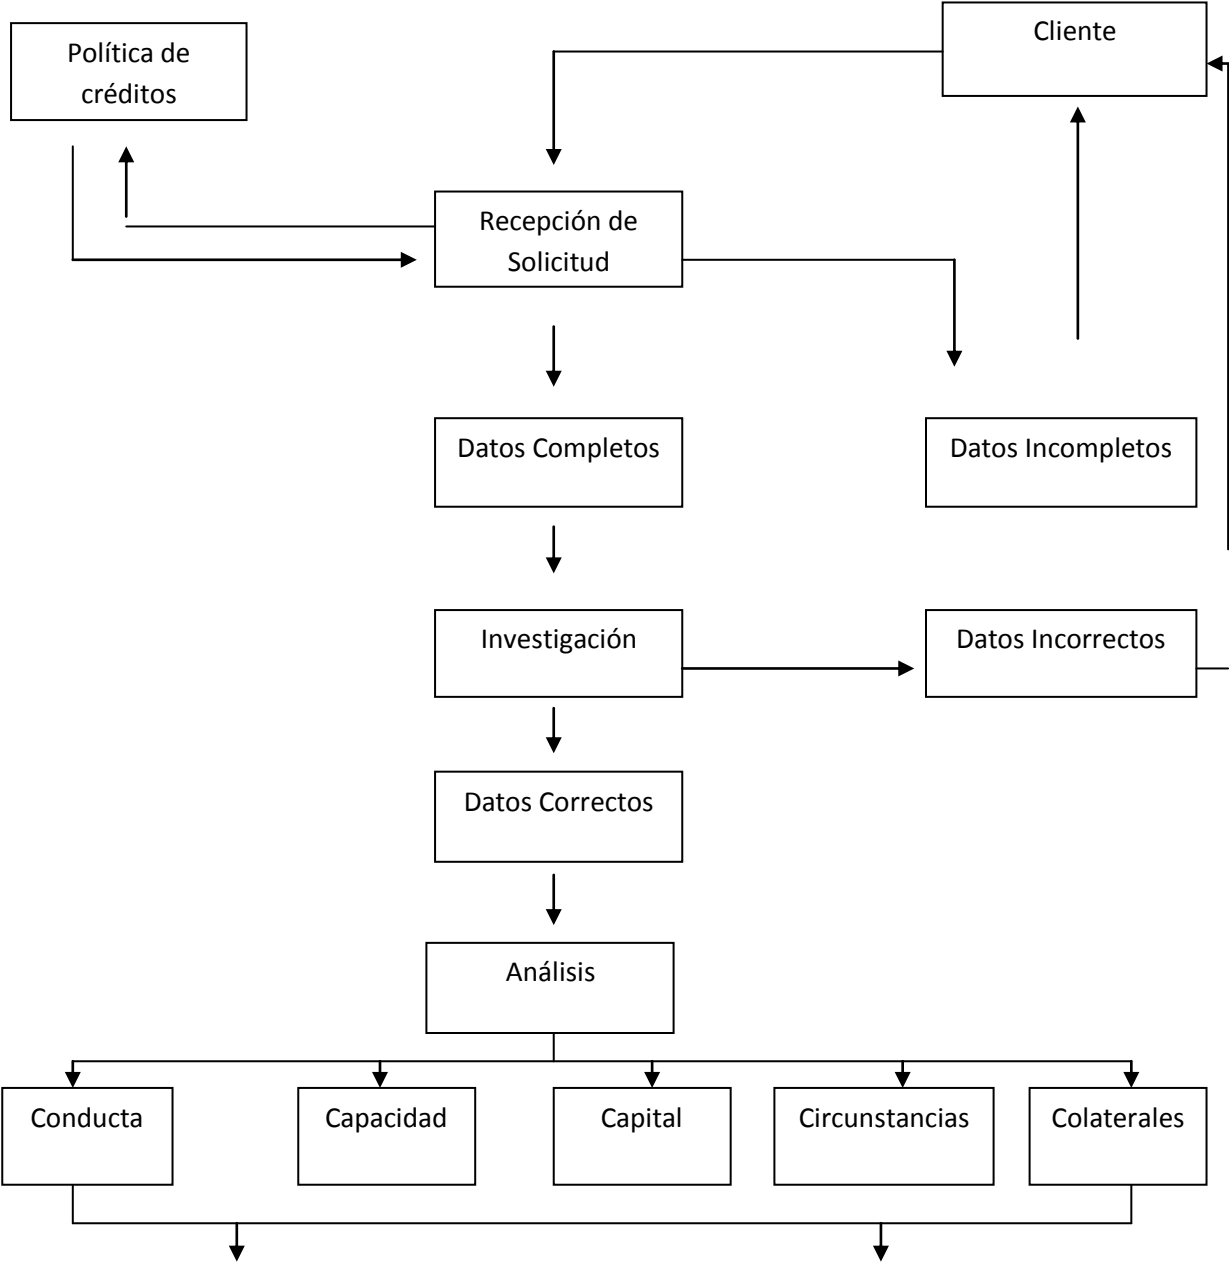 Cliente
Política de
créditos
Recepción de
Solicitud
Datos Completos
Datos Incompletos
Investigación
Datos Incorrectos
Datos Correctos
Análisis
Conducta
Capacidad
Capital
Circunstancias
Colaterales